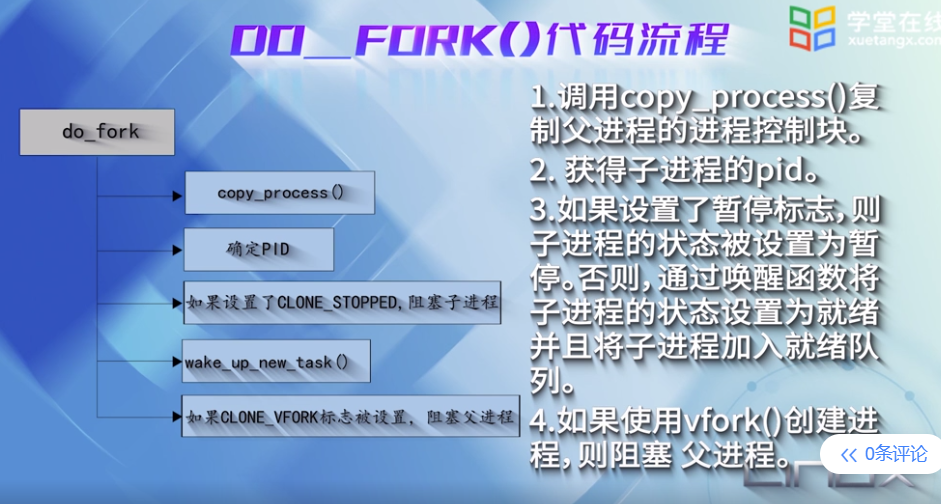 DO__FORK()代码流程
学堂在线
xuetangx.com
do_fork
copy_process()
确定PID
如果设置了CLONE_STOPPED,阻塞子进程
wake_up_new_task()
如果CLONE_VFORK标志被设置，阻塞父进程
1.调用copy_process()复
制父进程的进程控制块。
2. 获得子进程的pid。
3.如果设置了暂停标志，则
子进程的状态被设置为暂
停。否则，通过唤醒函数将
子进程的状态设置为就绪
并且将子进程加入就绪队
列。
4.如果使用vfork()创建进
程，则阻塞 父进程。
0条评论